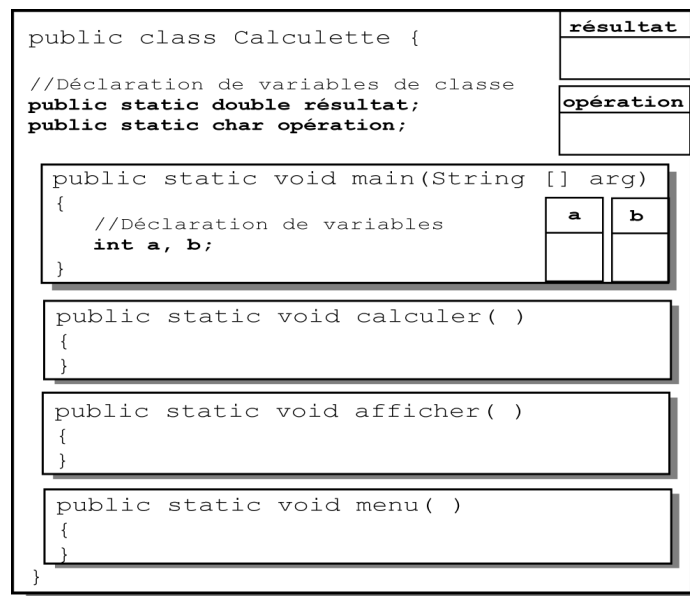 public class Calculette {
résultat
//Déclaration de variables de classe
public static double résultat;
opération
public static char opération;
public static void main(String [] arg)
{
a b
//Déclaration de variables
int a, b;
}
public static void calculer( )
{
}
public static void afficher( )
{
}
public static void menu( )
{
}
}